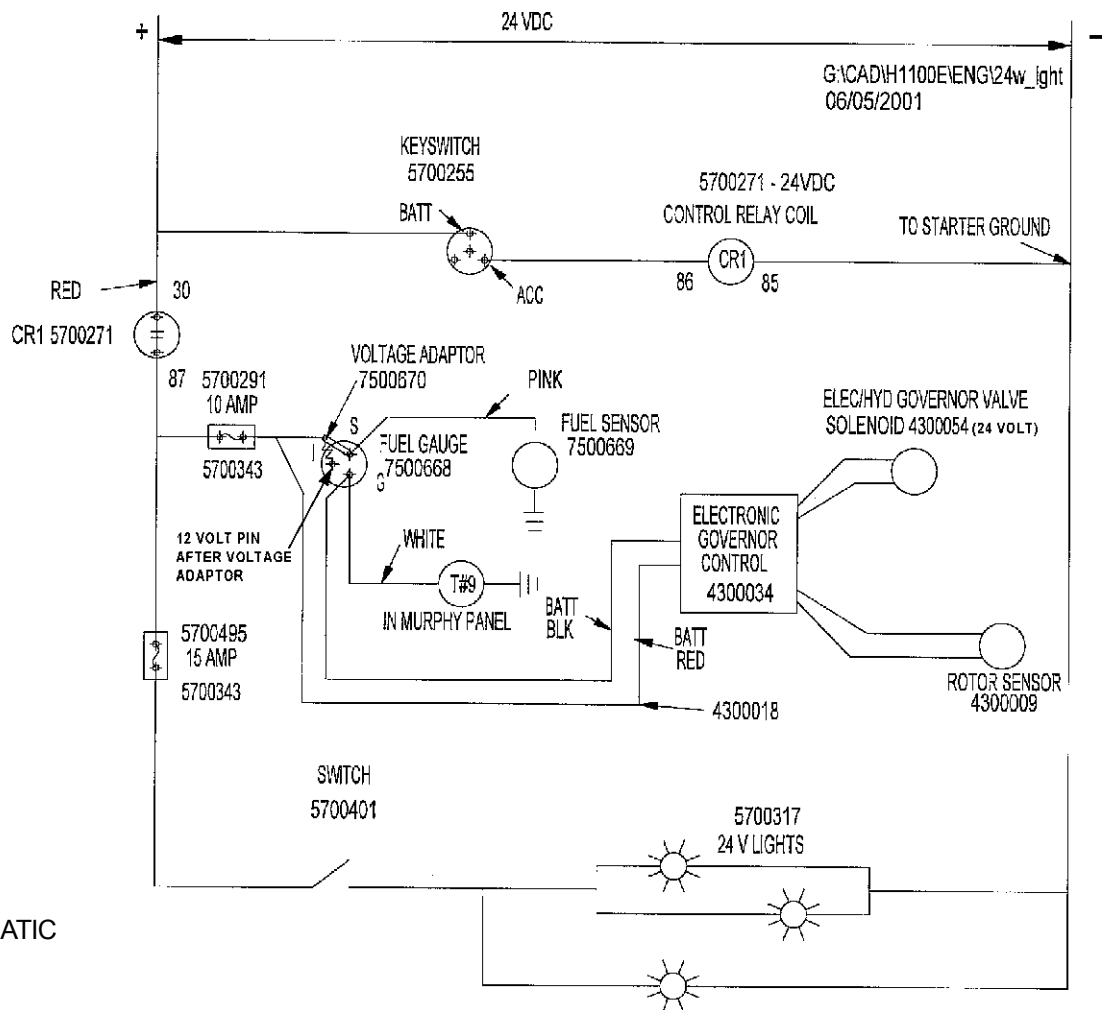 +
24 VDC
-
G:\CAD\H1100E\ENG\24w_lght
06/05/2001
KEYSWITCH
5700255
BATT
ACC
5700271 - 24VDC
CONTROL RELAY COIL
CR1
86
85
TO STARTER GROUND
RED
30
CR1 5700271
87
5700291
10 AMP
5700343
VOLTAGE ADAPTOR
7500670
PINK
S
I
G
FUEL GAUGE
7500668
FUEL SENSOR
7500669
ELEC/HYD GOVERNOR VALVE
SOLENOID 4300054 (24 VOLT)
12 VOLT PIN
AFTER VOLTAGE
ADAPTOR
WHITE
T#9
IN MURPHY PANEL
ELECTRONIC
GOVERNOR
CONTROL
4300034
BATT
BLK
BATT
RED
5700495
15 AMP
5700343
ROTOR SENSOR
4300009
4300018
SWITCH
5700401
5700317
24 V LIGHTS
ATIC